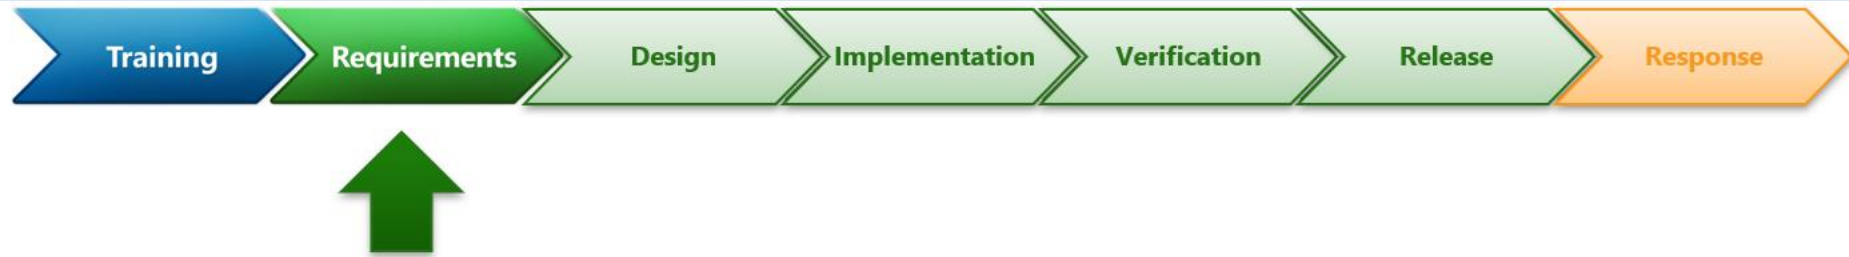 Training
Requirements
Design
Implementation
Verification
Release
Response